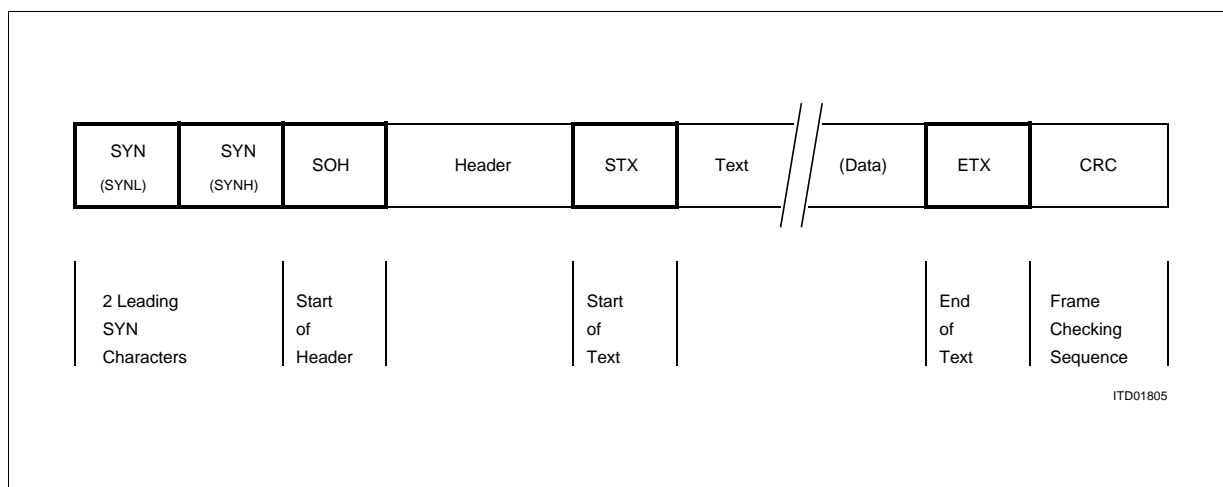 SYN SYN SOH Header STX Text (Data) ETX CRC
(SYNL) (SYNH)
2 Leading Start Start End Frame
SYN of of of Checking
Characters Header Text Text Sequence
ITD01805